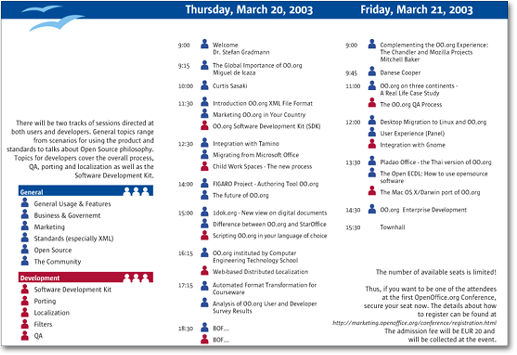 Thursday, March 20, 2003
Friday, March 21, 2003
There will be two tracks of sessions directed at
both users and developers. General topics range
from scenarios for using the product and
standards to talks about Open Source philosophy.
Topics for developers cover the overall process,
QA, porting and localization as well as the
Software Development Kit.
General
General Usage & Features
Business & Government
Marketing
Standards (especially XML)
Open Source
The Community
Development
Software Development Kit
Porting
Localization
Filters
QA
9:00 Welcome
Dr. Stefan Gradmann
9:15 The Global Importance of OO.org
Miguel de Icaza
10:00 Curtis Sasaki
11:30 Introduction OO.org XML File Format
Marketing OO.org in Your Country
OO.org Software Development Kit (SDK)
12:30 Integration with Tamino
Migrating from Microsoft Office
Child Work Spaces - The new process
14:00 FIGARO Project - Authoring Tool OO.org
The future of OO.org
15:00 1dok.org - New view on digital documents
Difference between OO.org and StarOffice
Scripting OO.org in your language of choice
16:15 OO.org instituted by Computer
Engineering Technology School
Web-based Distributed Localization
17:15 Automated Format Transformation for
Courseware
Analysis of OO.org User and Developer
Survey Results
18:30 BOF...
BOF...
9:00 Complementing the OO.org Experience:
The Chandler and Mozilla Projects
Mitchell Baker
9:45 Danese Cooper
11:00 OO.org on three continents -
A Real Life Case Study
The OO.org QA Process
12:00 Desktop Migration to Linux and OO.org
User Experience (Panel)
Integration with Gnome
13:30 Pladao Office - the Thai version of OO.org
The Open ECDL: How to use opensource
software
The Mac OS X/Darwin port of OO.org
14:30 OO.org Enterprise Development
15:30 Townhall
The number of available seats is limited!
Thus, if you want to be one of the attendees
at the first OpenOffice.org Conference,
secure your seat now. The details about how
to register can be found at
http://marketing.openoffice.org/conference/registration.html
The admission fee will be EUR 20 and
will be collected at the event.